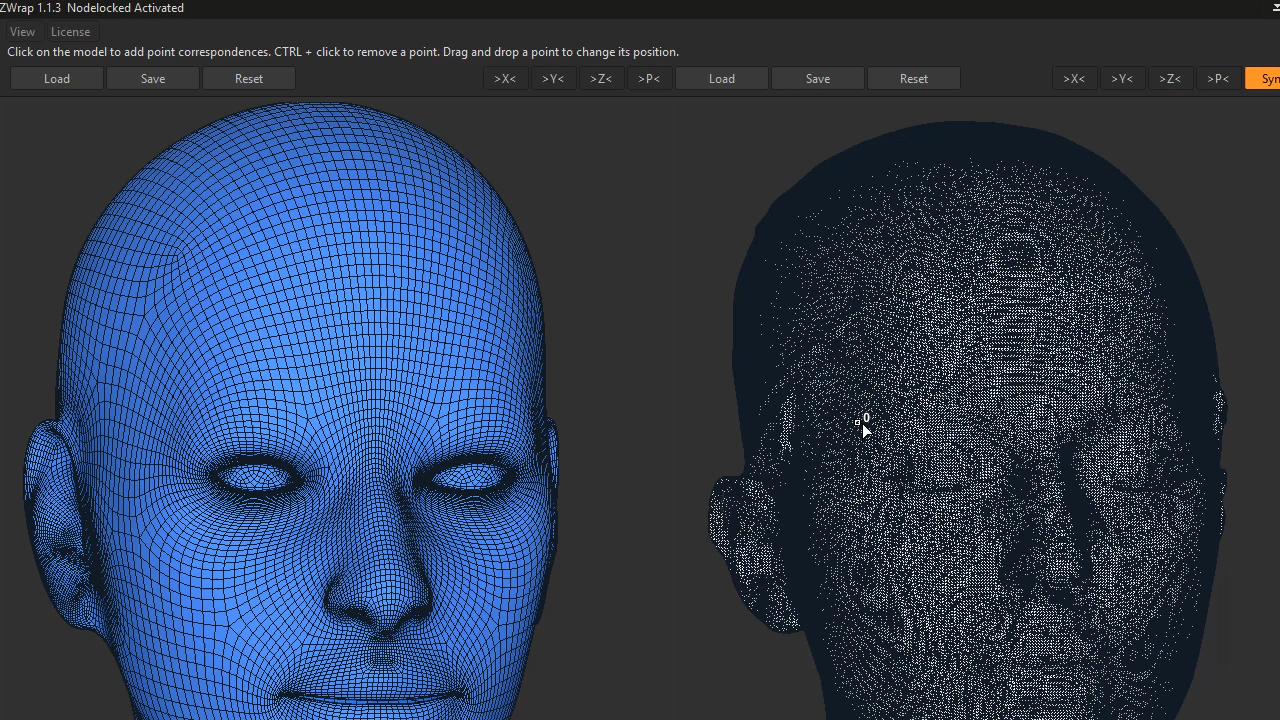 ZWrap 1.1.3 Nodelocked Activated
View License
Click on the model to add point correspondences. CTRL + click to remove a point. Drag and drop a point to change its position.
Load Save Reset >X< >Y< >Z< >P< Load Save Reset >X< >Y< >Z< >P< Syn
0